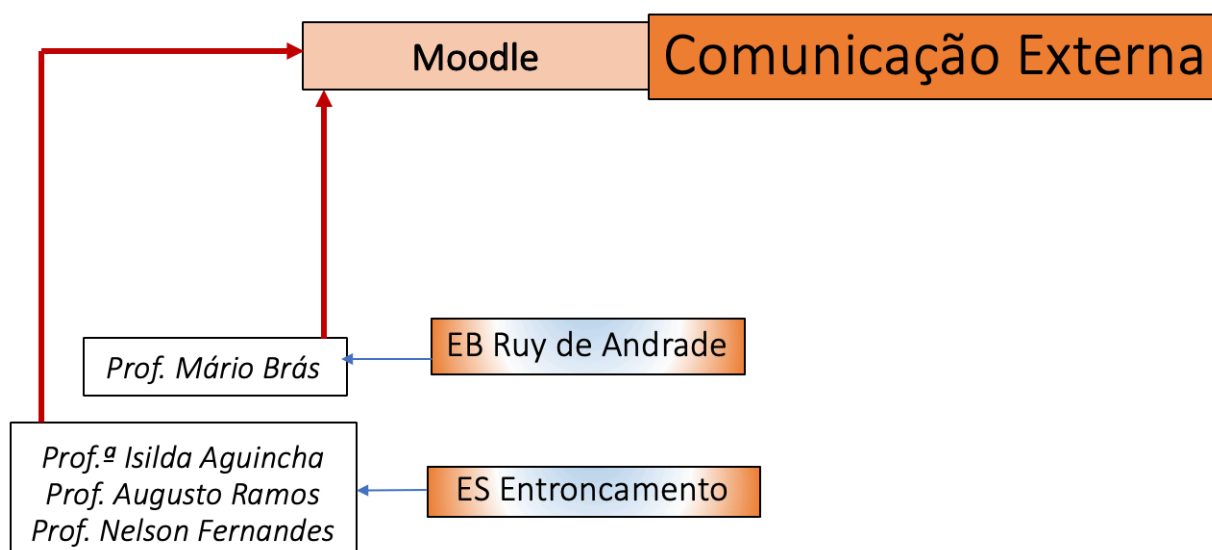 Moodle
Comunicação Externa
Prof. Mário Brás
EB Ruy de Andrade
Prof.ª Isilda Aguincha
Prof. Augusto Ramos
Prof. Nelson Fernandes
ES Entroncamento